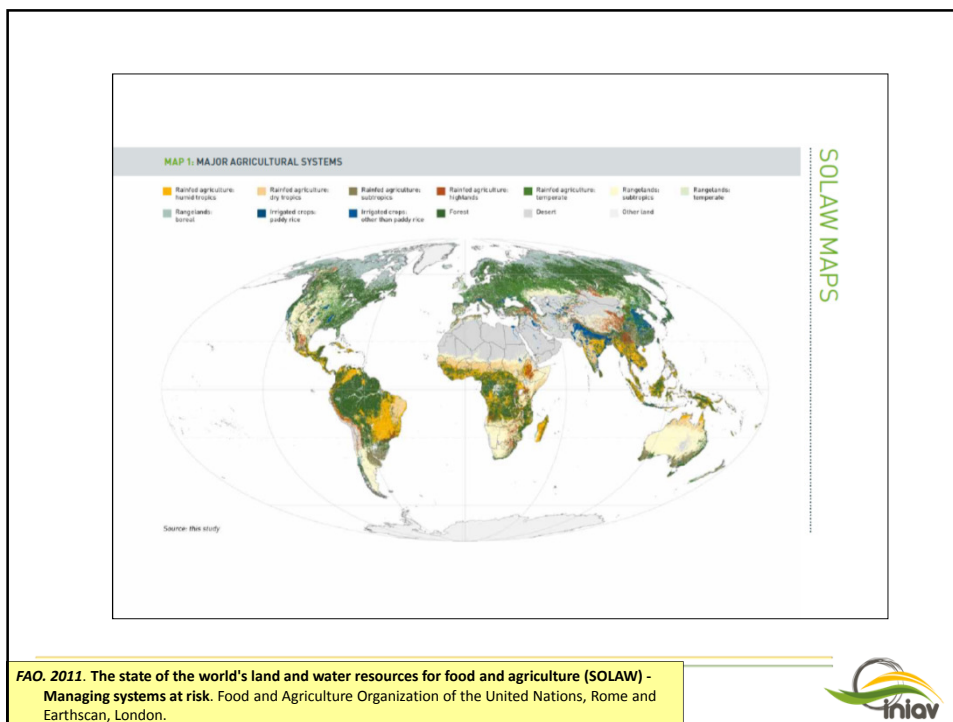 MAP 1: MAJOR AGRICULTURAL SYSTEMS
Rainfed agriculture:
humid tropics
Rainfed agriculture:
dry tropics
Rainfed agriculture:
subtropics
Rainfed agriculture:
highlands
Rainfed agriculture:
temperate
Rangelands:
subtropics
Rangelands:
temperate
Rangelands:
boreal
Irrigated crops:
paddy rice
Irrigated crops:
other than paddy rice
Forest
Desert
Other land
SOLAW MAPS
Source: this study
FAO. 2011. The state of the world's land and water resources for food and agriculture (SOLAW) -
Managing systems at risk. Food and Agriculture Organization of the United Nations, Rome and
Earthscan, London.
iniav